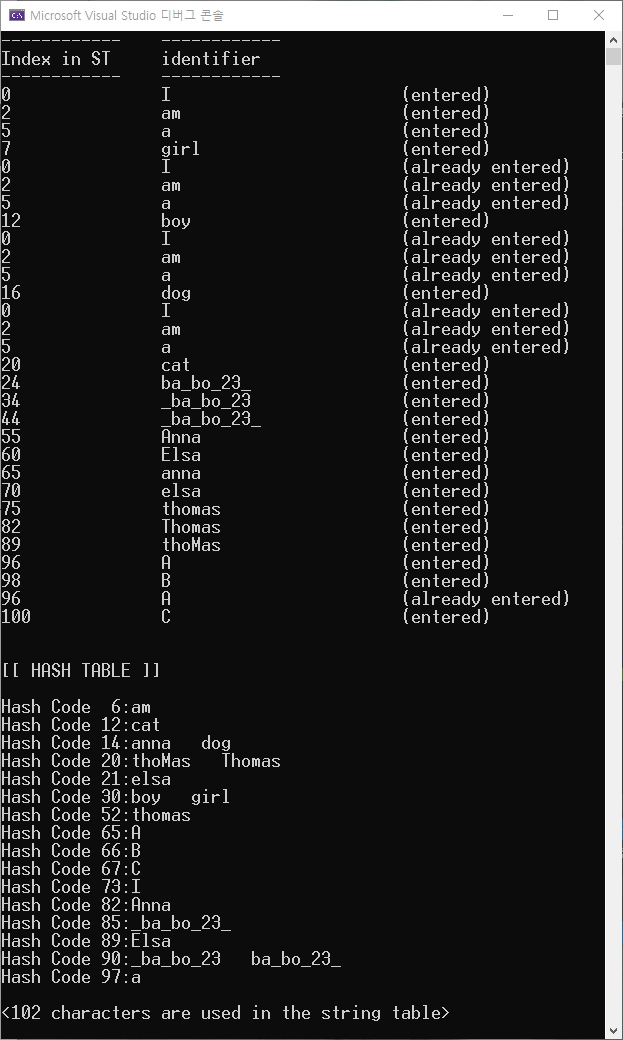 Microsoft Visual Studio 디버그 콘솔
------------    ------------
Index in ST     identifier
------------    ------------
0               I                       (entered)
2               am                      (entered)
5               a                       (entered)
7               girl                    (entered)
0               I                       (already entered)
2               am                      (already entered)
5               a                       (already entered)
12              boy                     (entered)
0               I                       (already entered)
2               am                      (already entered)
5               a                       (already entered)
16              dog                     (entered)
0               I                       (already entered)
2               am                      (already entered)
5               a                       (already entered)
20              cat                     (entered)
24              ba_bo_23_               (entered)
34              _ba_bo_23               (entered)
44              _ba_bo_23_              (entered)
55              Anna                    (entered)
60              Elsa                    (entered)
65              anna                    (entered)
70              elsa                    (entered)
75              thomas                  (entered)
82              Thomas                  (entered)
89              thoMas                  (entered)
96              A                       (entered)
98              B                       (entered)
96              A                       (already entered)
100             C                       (entered)
[[ HASH TABLE ]]
Hash Code  6:am
Hash Code 12:cat
Hash Code 14:anna   dog
Hash Code 20:thoMas   Thomas
Hash Code 21:elsa
Hash Code 30:boy   girl
Hash Code 52:thomas
Hash Code 65:A
Hash Code 66:B
Hash Code 67:C
Hash Code 73:I
Hash Code 82:Anna
Hash Code 85:_ba_bo_23_
Hash Code 89:Elsa
Hash Code 90:_ba_bo_23   ba_bo_23_
Hash Code 97:a
<102 characters are used in the string table>